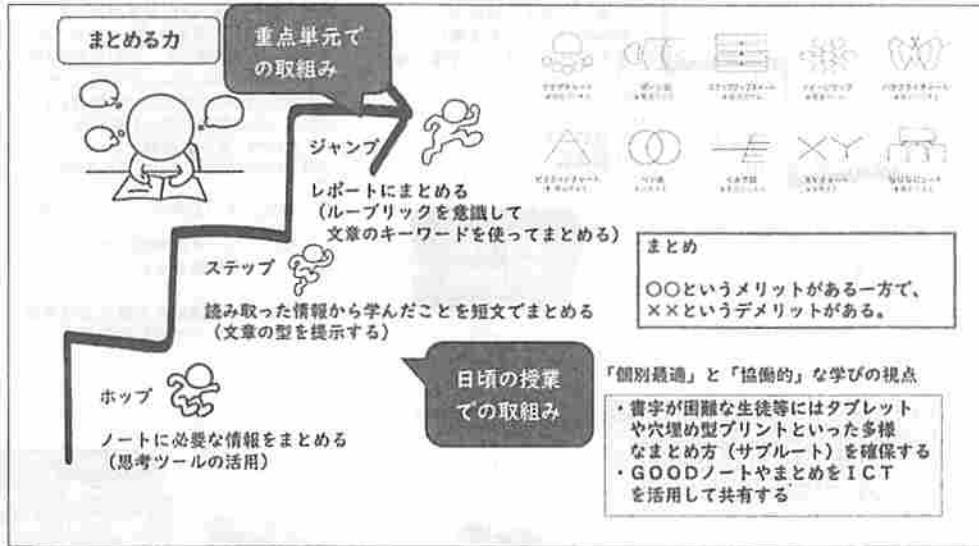 まとめる力
重点単元で
の取組み
ジャンプ
レポートにまとめる
(ルーブリックを意識して
文章のキーワードを使ってまとめる)
ステップ
読み取った情報から学んだことを短文でまとめる
(文章の型を提示する)
ホップ
ノートに必要な情報をまとめる
(思考ツールの活用)
日頃の授業
での取組み
まとめ
〇〇というメリットがある一方で、
××というデメリットがある。
「個別最適」と「協働的」な学びの視点
・書字が困難な生徒等にはタブレット
や穴埋め型プリントといった多様
なまとめ方(サブルート)を確保する
・GOODノートやまとめをICT
を活用して共有する